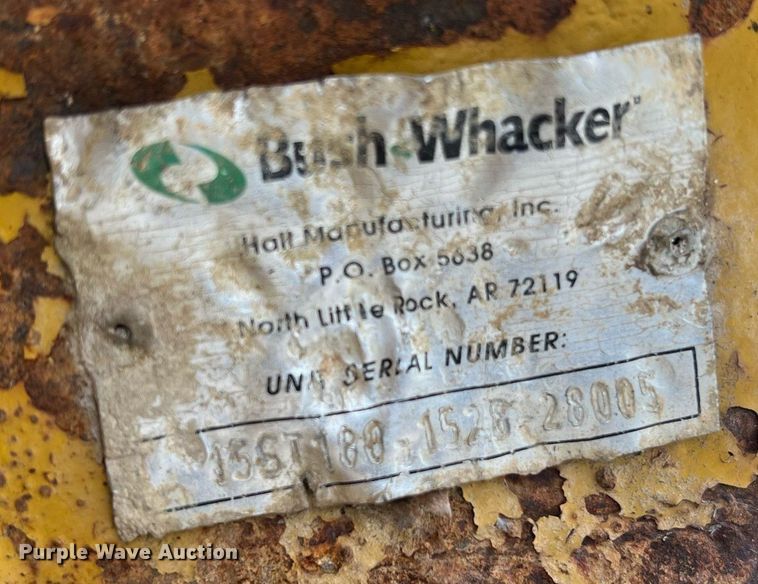 Bush-Whacker™
Hall Manufacturing, Inc.
P.O. Box 5638
North Little Rock, AR 72119
UNIT SERIAL NUMBER:
15ST180-1528-28005
Purple Wave Auction